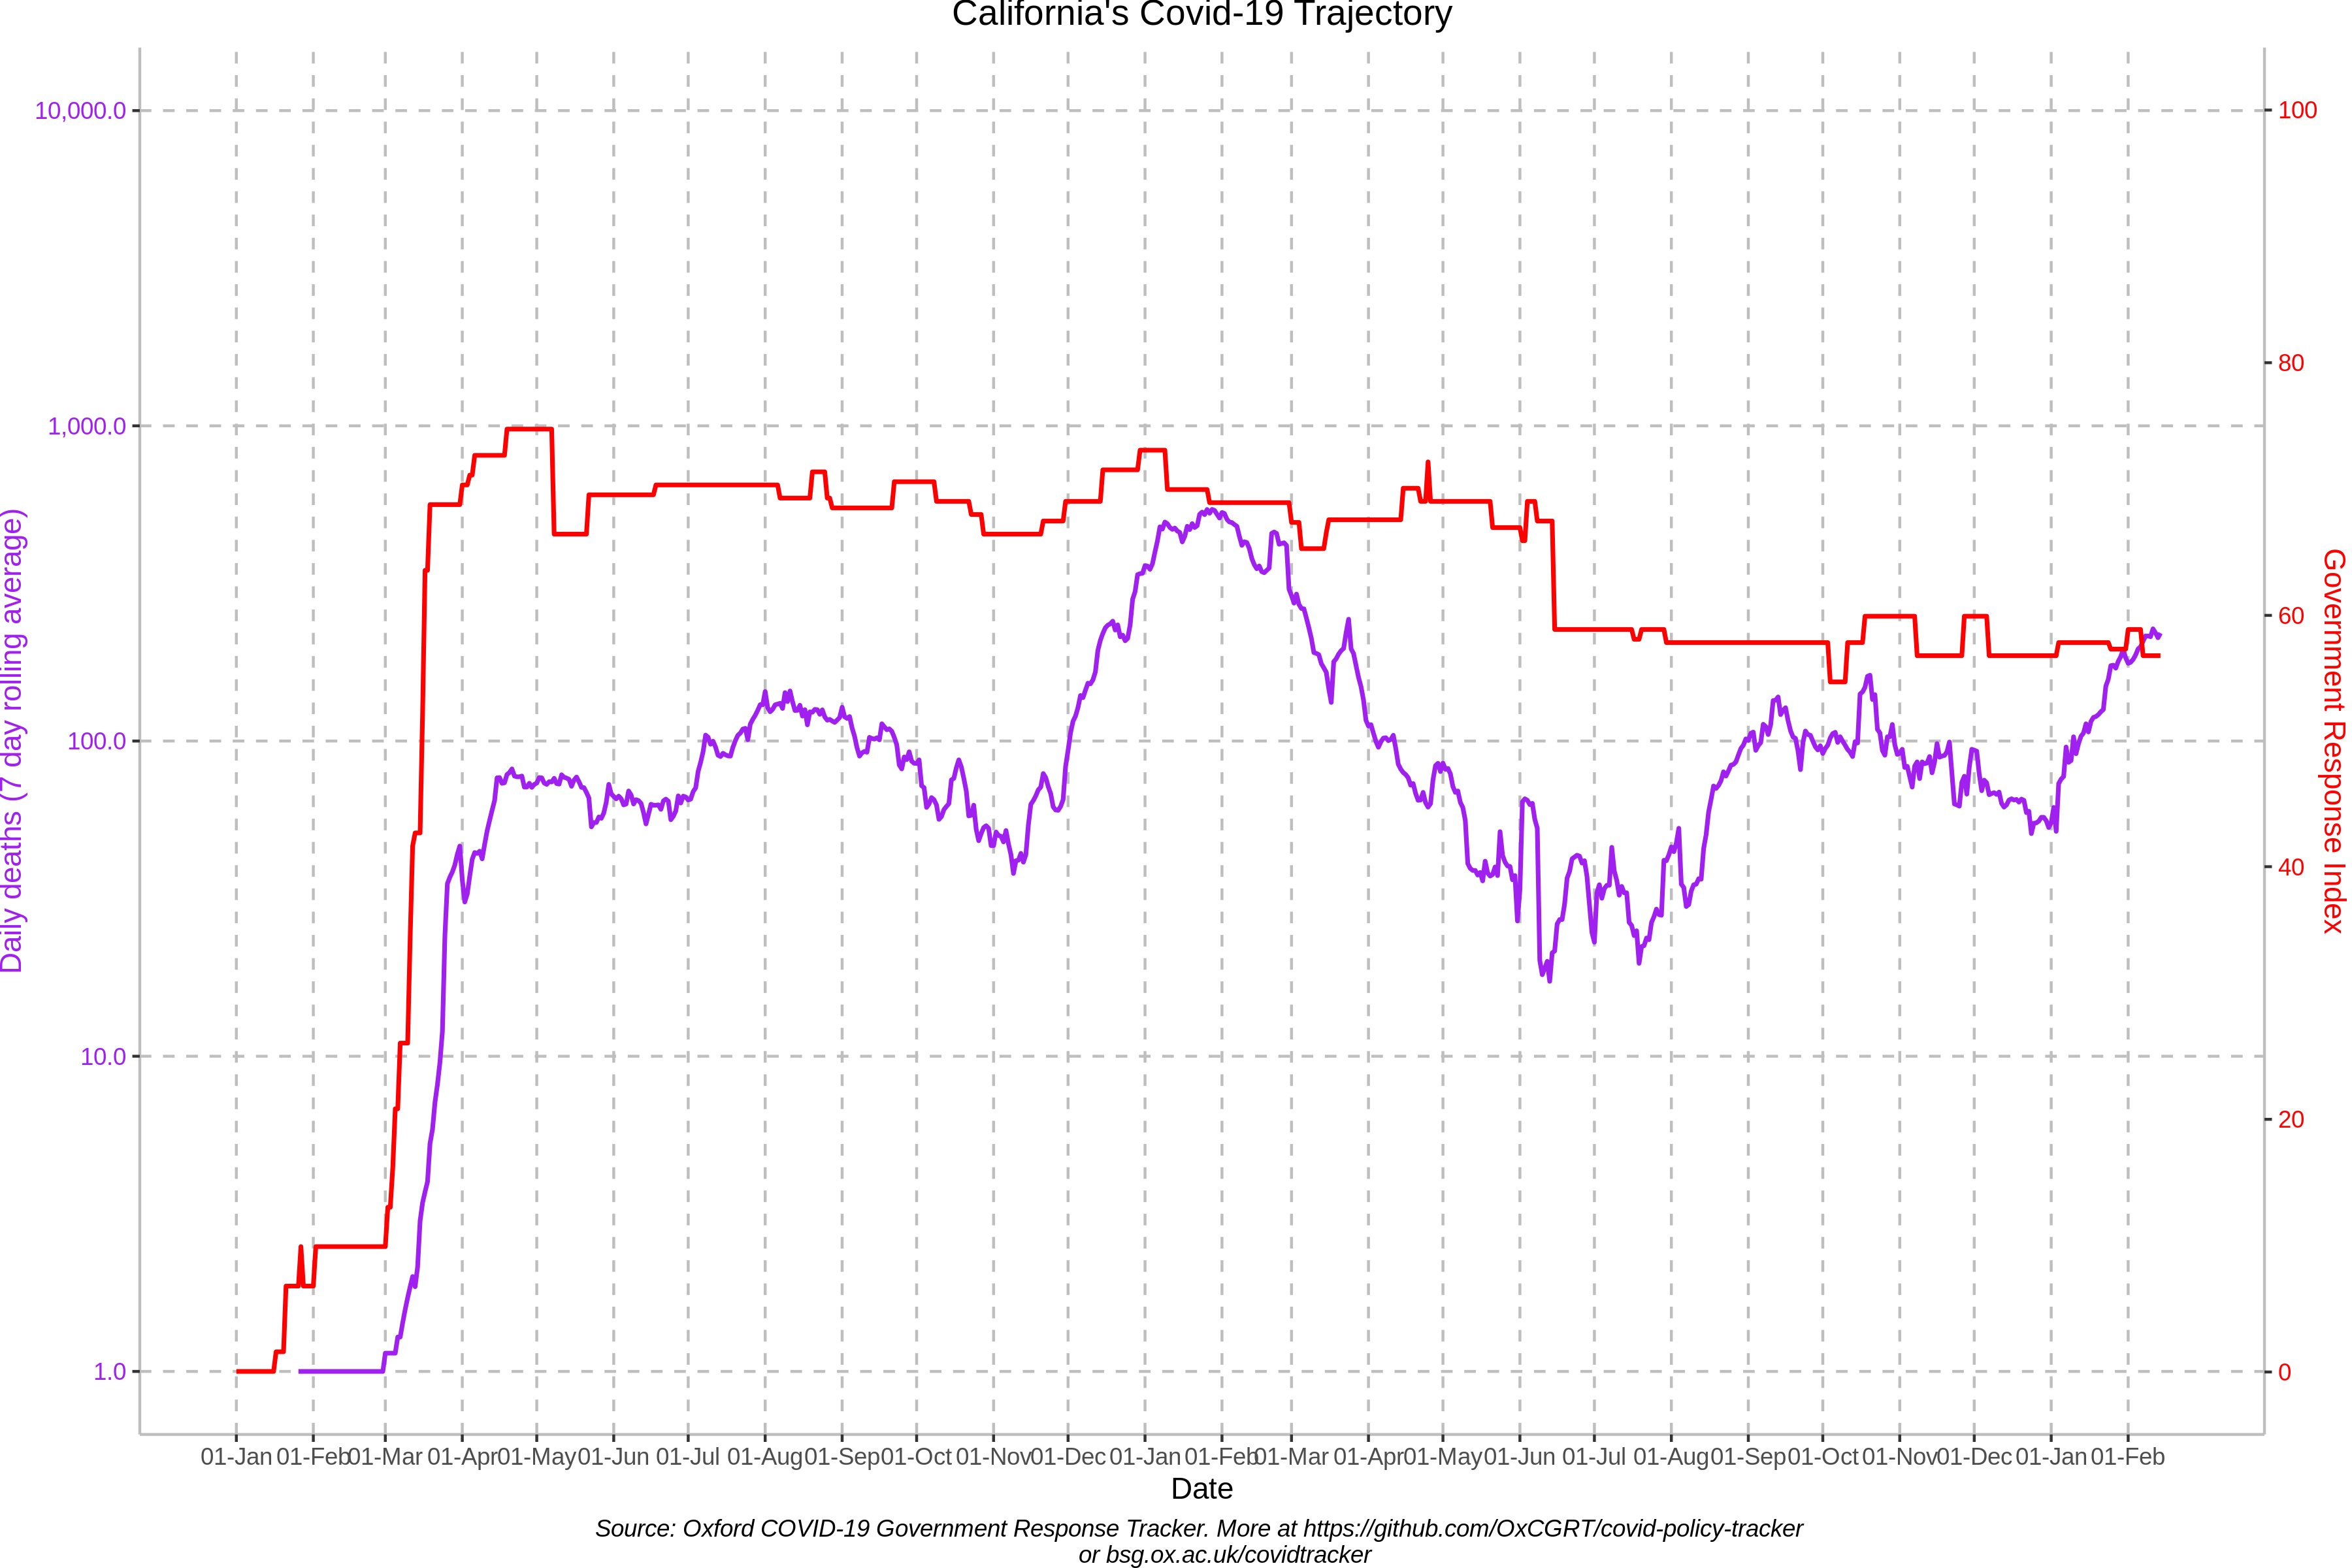 California's Covid-19 Trajectory
10,000.0
1,000.0
100.0
10.0
1.0
Daily deaths (7 day rolling average)
100
80
60
40
20
0
Government Response Index
01-Jan 01-Feb 01-Mar 01-Apr 01-May 01-Jun 01-Jul 01-Aug 01-Sep 01-Oct 01-Nov 01-Dec 01-Jan 01-Feb 01-Mar 01-Apr 01-May 01-Jun 01-Jul 01-Aug 01-Sep 01-Oct 01-Nov 01-Dec 01-Jan 01-Feb
Date
Source: Oxford COVID-19 Government Response Tracker. More at https://github.com/OxCGRT/covid-policy-tracker
or bsg.ox.ac.uk/covidtracker